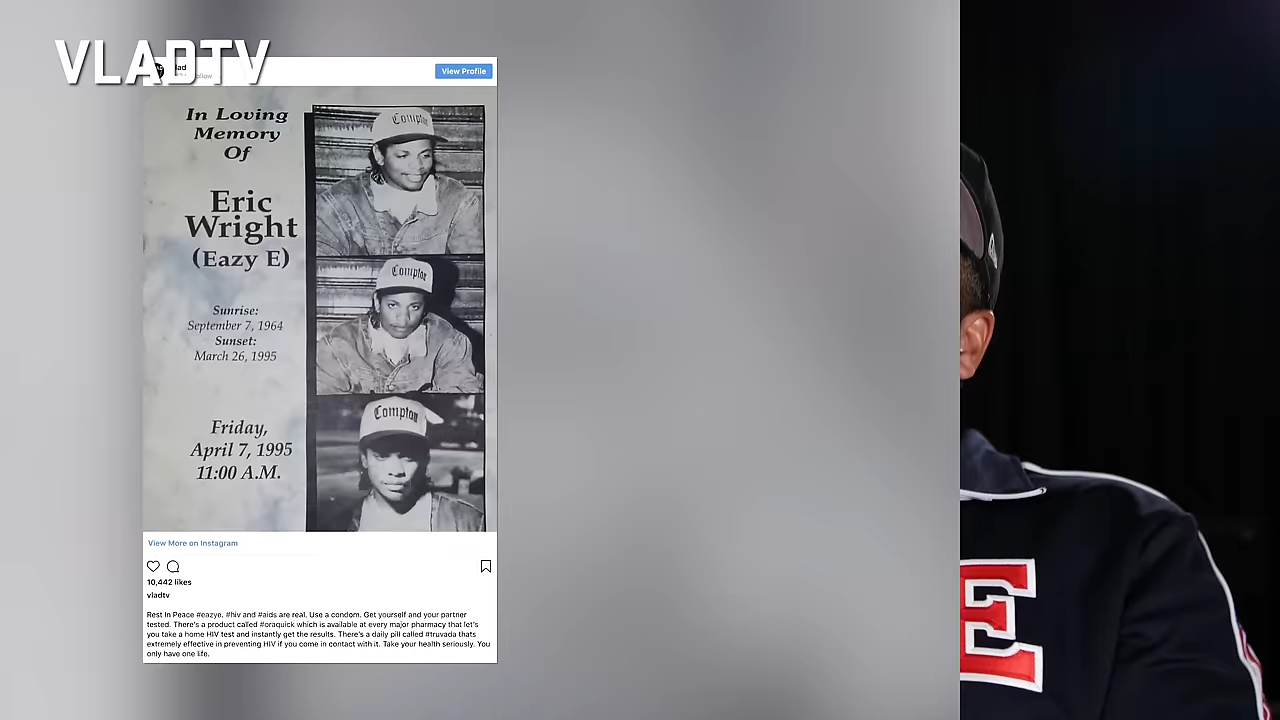 VLADTV
View Profile
In Loving
Memory
Of
Eric
Wright
(Eazy E)
Sunrise:
September 7, 1964
Sunset:
March 26, 1995
Friday,
April 7, 1995
11:00 A.M.
Compton
Compton
Compton
View More on Instagram
10,442 likes
vladtv
Rest In Peace #eazye. #hiv and #aids are real. Use a condom. Get yourself and your partner
tested. There's a product called #oraquick which is available at every major pharmacy that let's
you take a home HIV test and instantly get the results. There's a daily pill called #truvada thats
extremely effective in preventing HIV if you come in contact with it. Take your health seriously. You
only have one life.
E